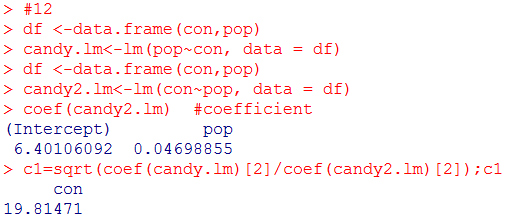 > #12
> df <-data.frame(con,pop)
> candy.lm<-lm(pop~con, data = df)
> df <-data.frame(con,pop)
> candy2.lm<-lm(con~pop, data = df)
> coef(candy2.lm)  #coefficient
(Intercept)         pop
 6.40106092  0.04698855
> c1=sqrt(coef(candy.lm)[2]/coef(candy2.lm)[2]);c1
     con
19.81471